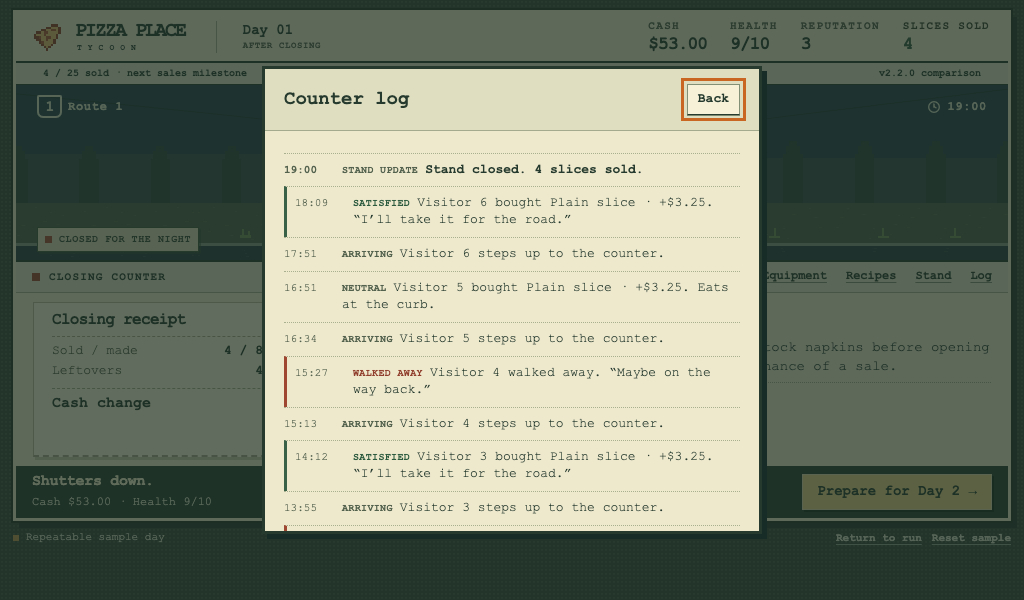 PIZZA PLACE
TYCOON
Day 01
AFTER CLOSING
CASH
$53.00
HEALTH
9/10
REPUTATION
3
SLICES SOLD
4
4 / 25 sold · next sales milestone
v2.2.0 comparison
1 Route 1
19:00
CLOSED FOR THE NIGHT
CLOSING COUNTER
Equipment
Recipes
Stand
Log
Closing receipt
Sold / made
4 / 8
Leftovers
4
Cash change
tock napkins before opening
of a sale.
Shutters down.
Cash $53.00 · Health 9/10
Prepare for Day 2 →
Repeatable sample day
Return to run
Reset sample
Counter log
Back
19:00 STAND UPDATE Stand closed. 4 slices sold.
18:09 SATISFIED Visitor 6 bought Plain slice · +$3.25.
“I’ll take it for the road.”
17:51 ARRIVING Visitor 6 steps up to the counter.
16:51 NEUTRAL Visitor 5 bought Plain slice · +$3.25. Eats
at the curb.
16:34 ARRIVING Visitor 5 steps up to the counter.
15:27 WALKED AWAY Visitor 4 walked away. “Maybe on the
way back.”
15:13 ARRIVING Visitor 4 steps up to the counter.
14:12 SATISFIED Visitor 3 bought Plain slice · +$3.25.
“I’ll take it for the road.”
13:55 ARRIVING Visitor 3 steps up to the counter.